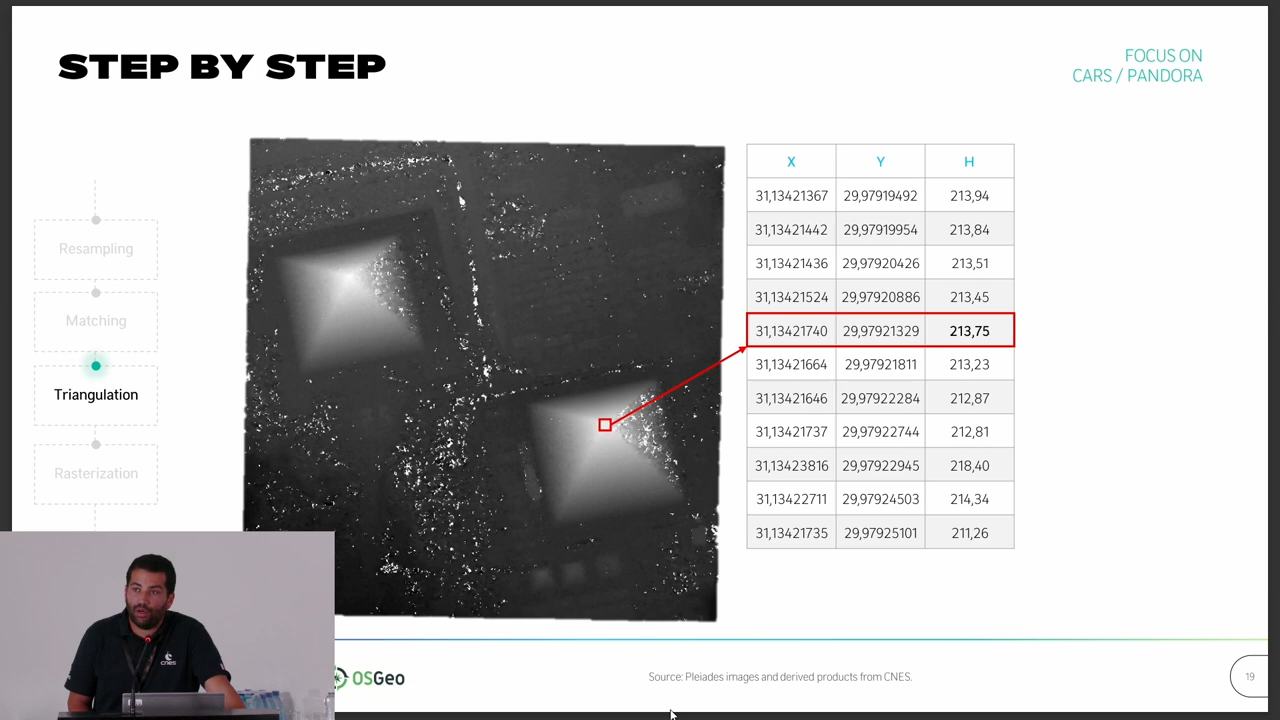 STEP BY STEP
FOCUS ON
CARS / PANDORA
Resampling
Matching
Triangulation
Rasterization
X Y H
31,13421367 29,97919492 213,94
31,13421442 29,97919954 213,84
31,13421436 29,97920426 213,51
31,13421524 29,97920886 213,45
31,13421740 29,97921329 213,75
31,13421664 29,97921811 213,23
31,13421646 29,97922284 212,87
31,13421737 29,97922744 212,81
31,13423816 29,97922945 218,40
31,13422711 29,97924503 214,34
31,13421735 29,97925101 211,26
cnes
OSGeo
Source: Pleiades images and derived products from CNES.
19